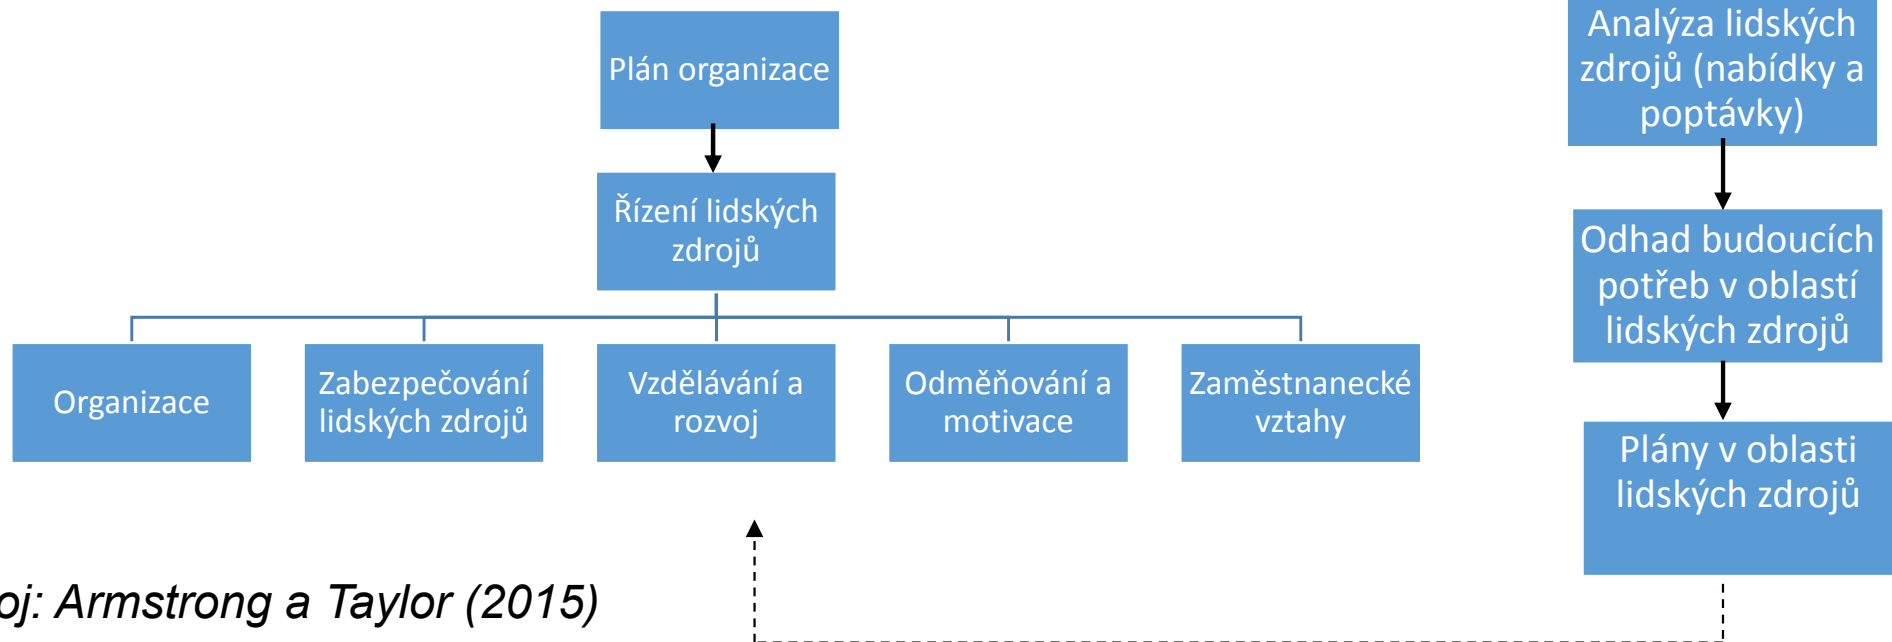 Plán organizace
Řízení lidských
zdrojů
Organizace
Zabezpečování
lidských zdrojů
Vzdělávání a
rozvoj
Odměňování a
motivace
Zaměstnanecké
vztahy
Analýza lidských
zdrojů (nabídky a
poptávky)
Odhad budoucích
potřeb v oblastí
lidských zdrojů
Plány v oblasti
lidských zdrojů
oj: Armstrong a Taylor (2015)